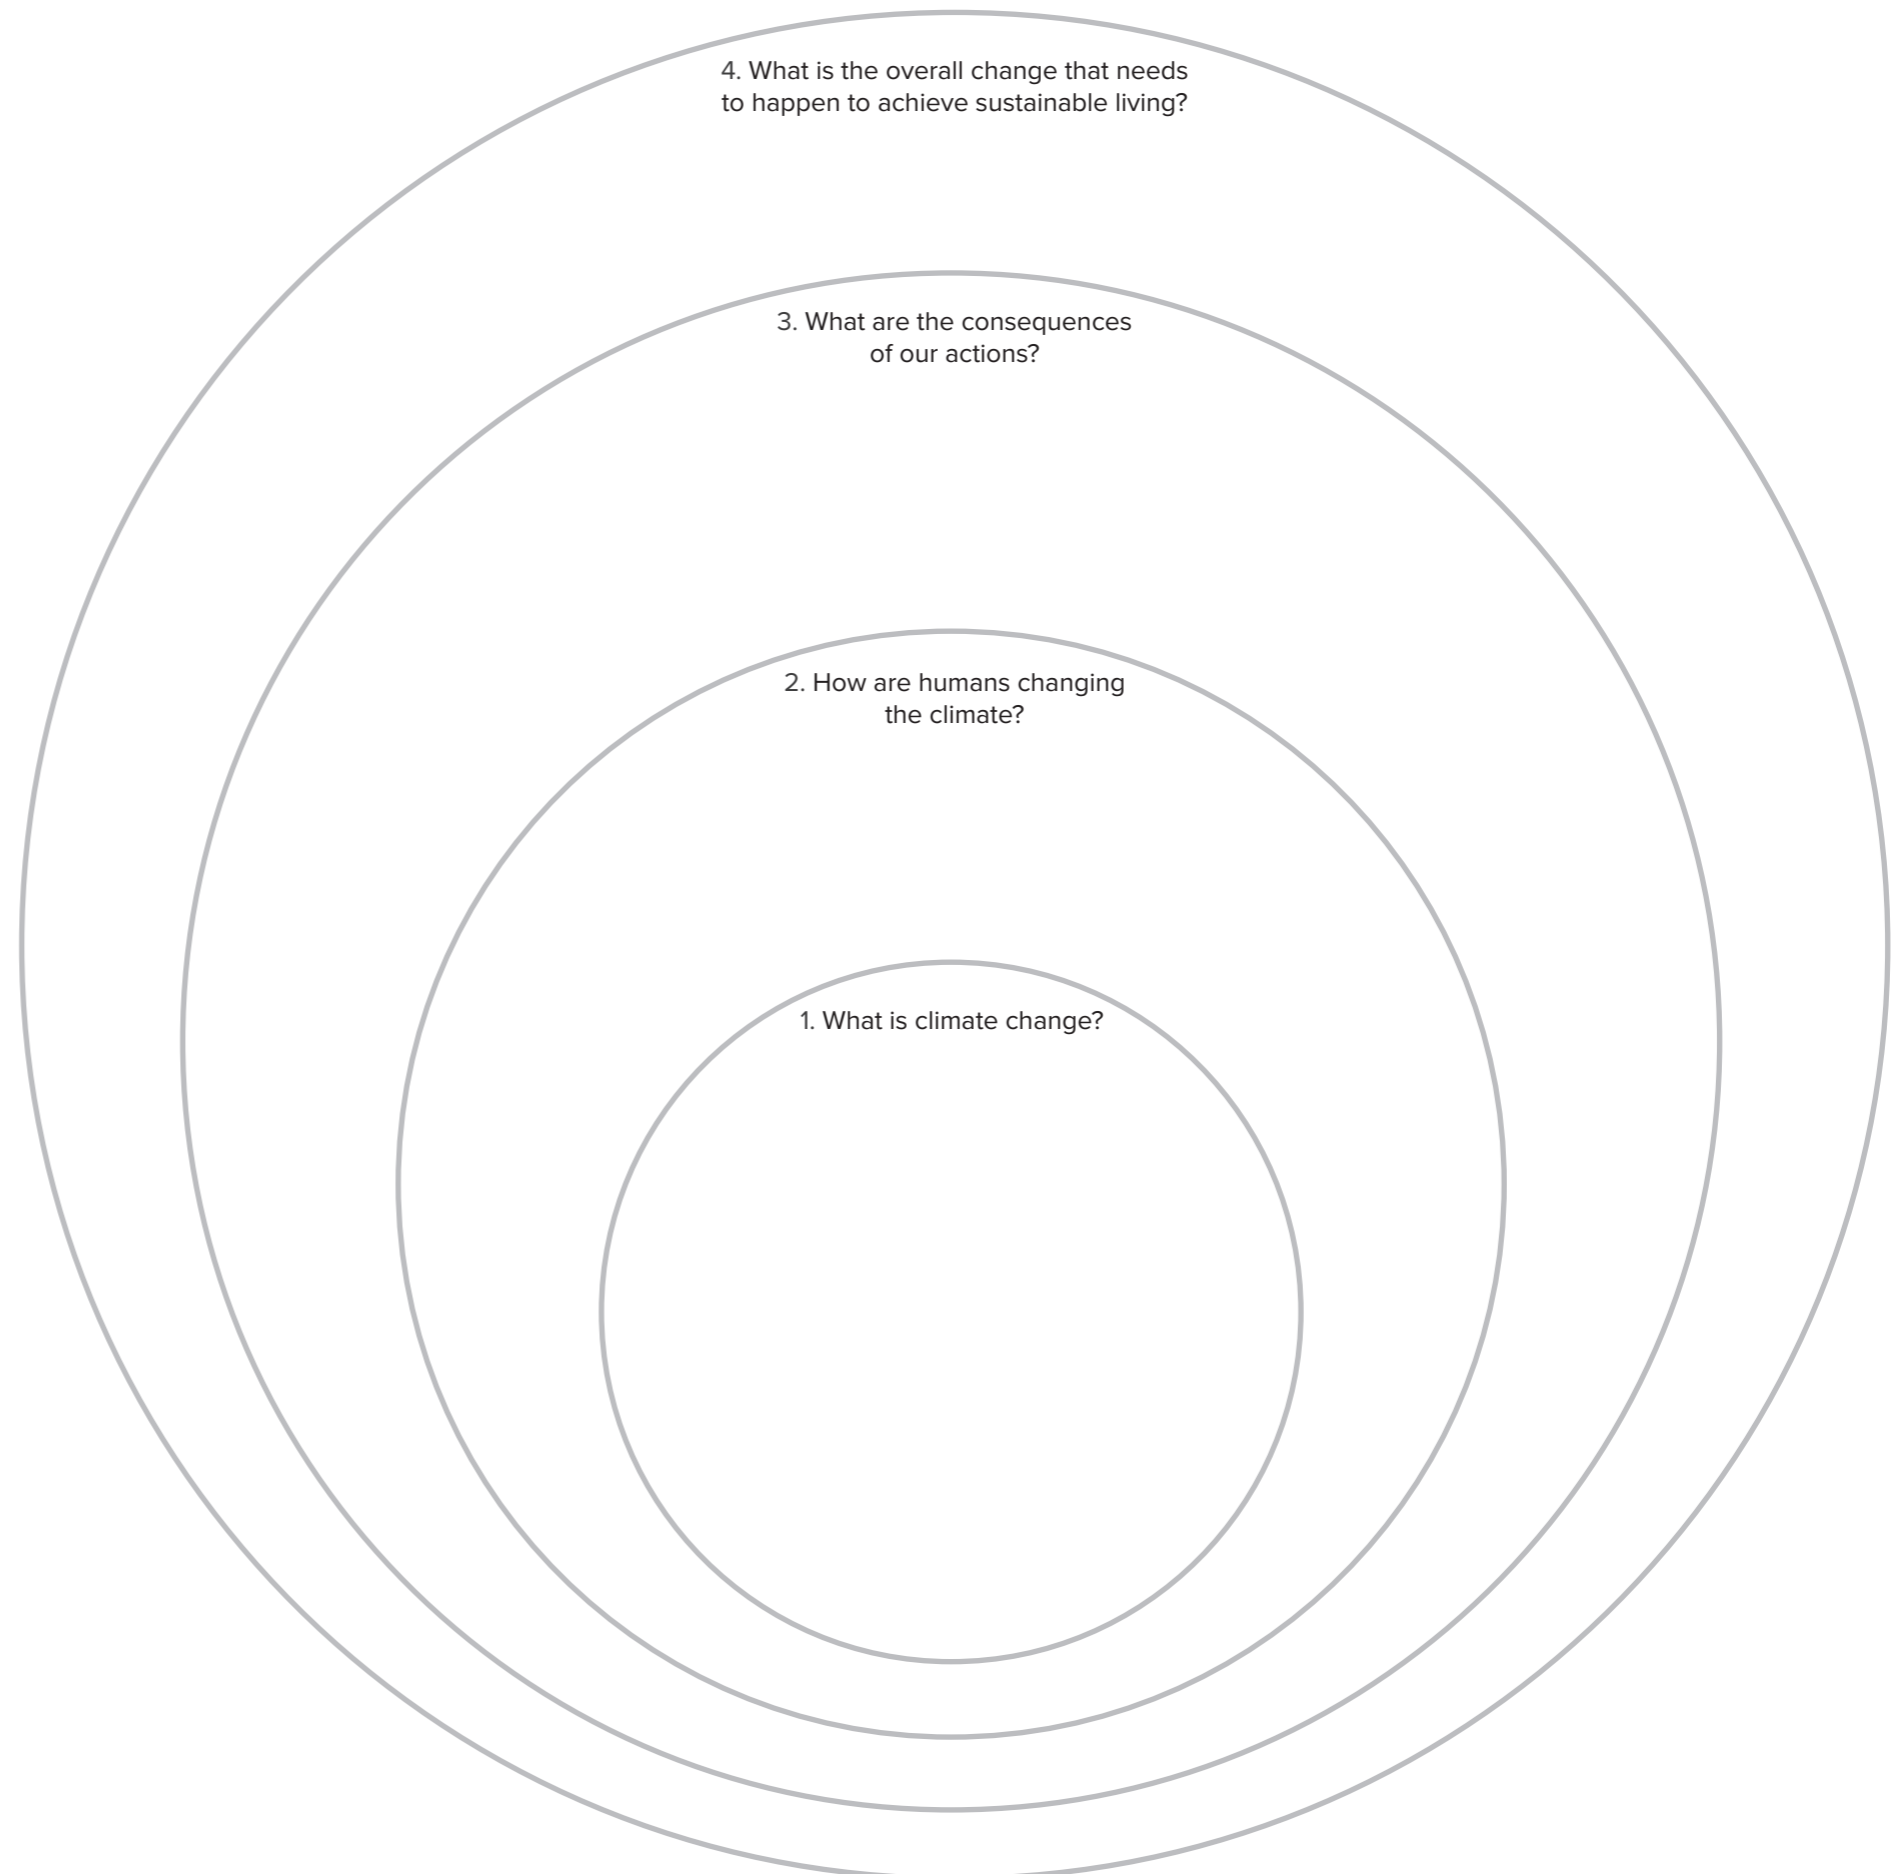 4. What is the overall change that needs
to happen to achieve sustainable living?
3. What are the consequences
of our actions?
2. How are humans changing
the climate?
1. What is climate change?